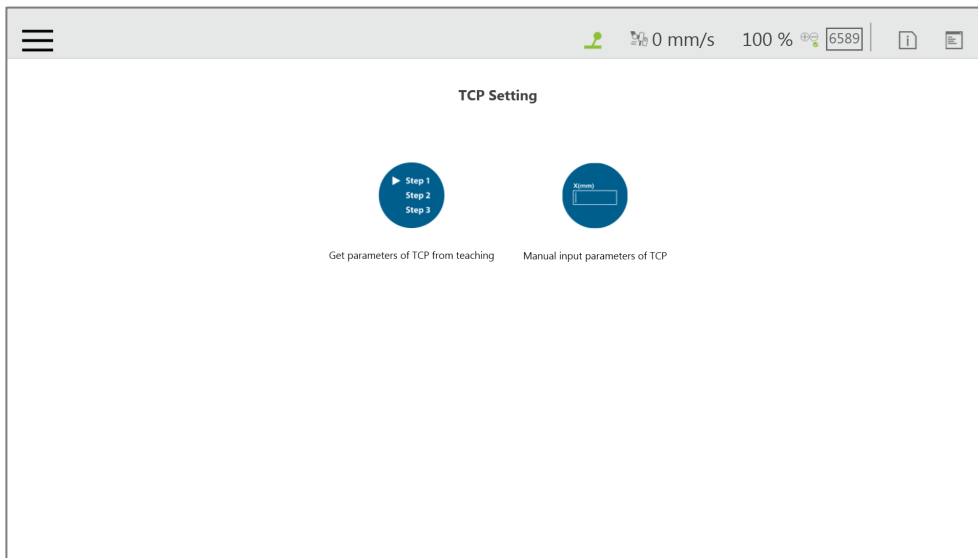 0 mm/s 100 % 6589
TCP Setting
Step 1
Step 2
Step 3
X(mm)
Get parameters of TCP from teaching
Manual input parameters of TCP